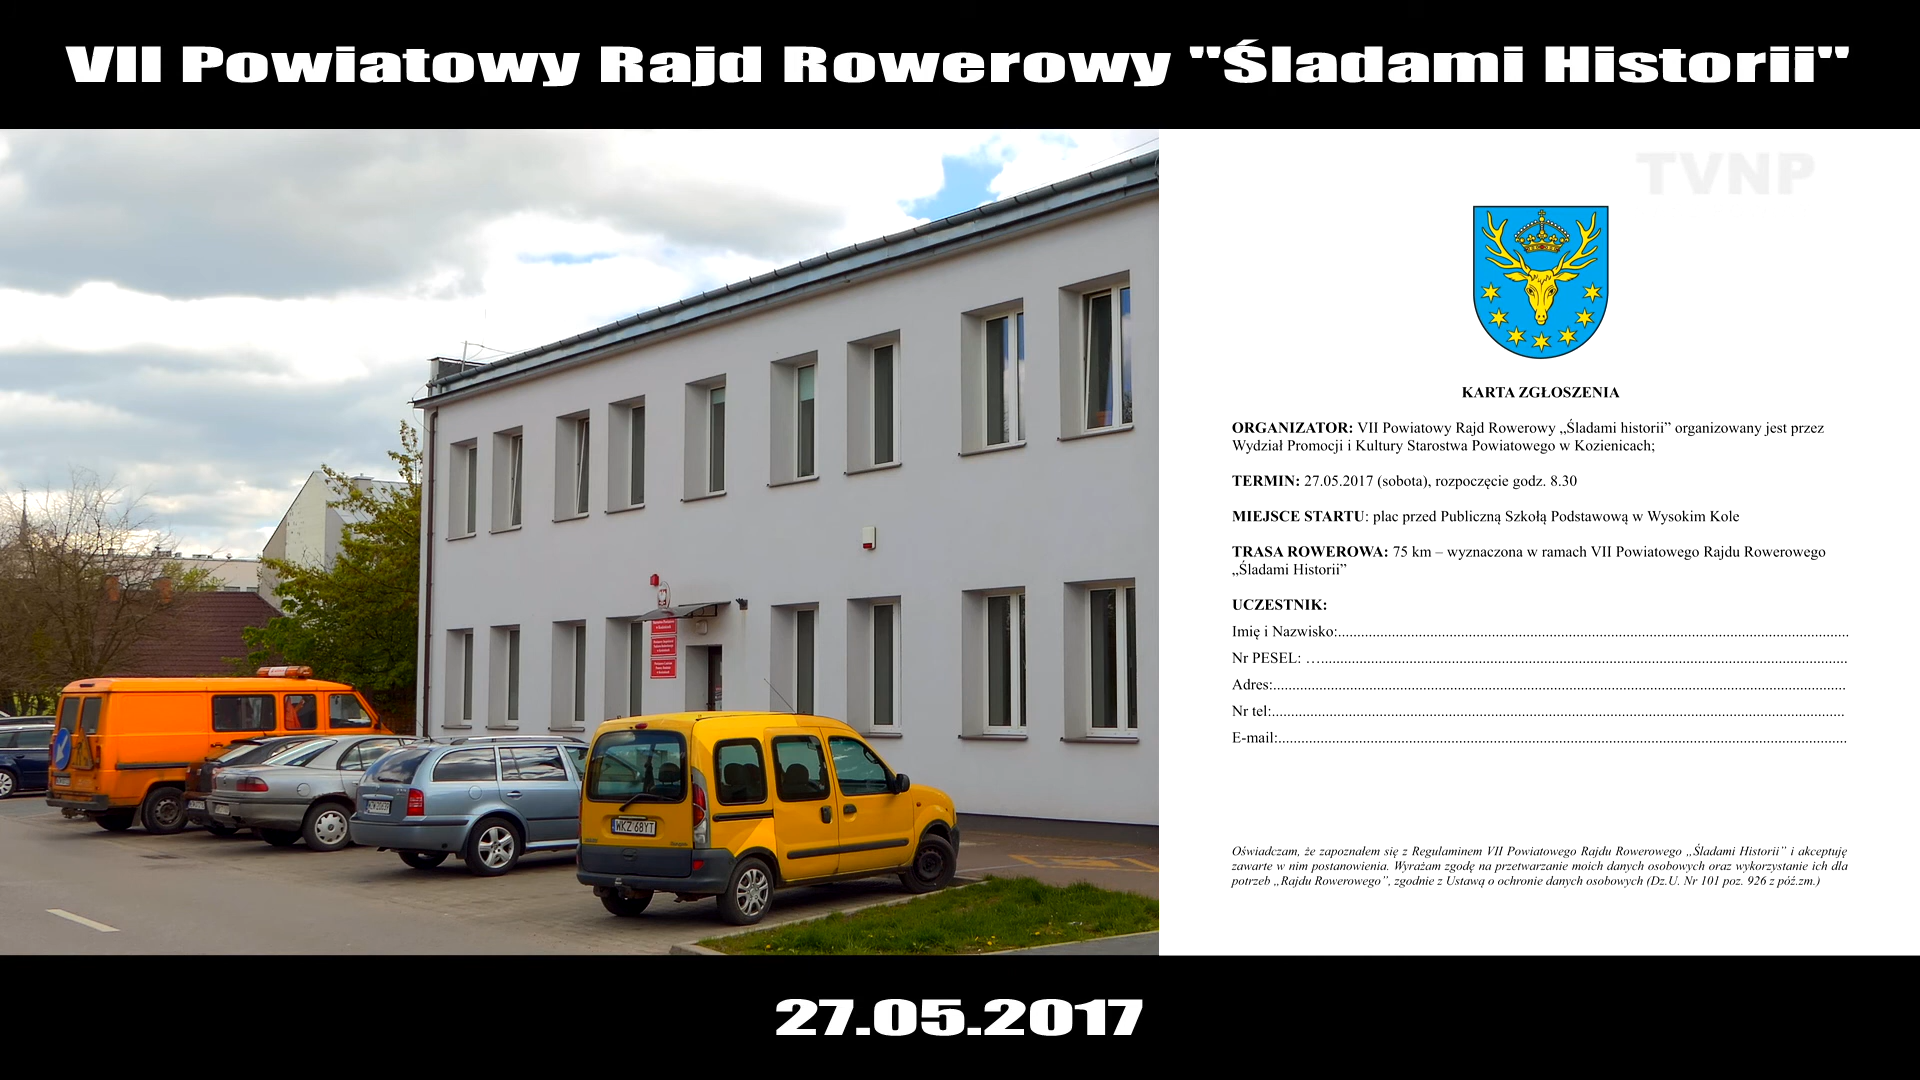 VII Powiatowy Rajd Rowerowy "Śladami Historii"
TVNP
KARTA ZGŁOSZENIA
ORGANIZATOR: VII Powiatowy Rajd Rowerowy „Śladami historii” organizowany jest przez
Wydział Promocji i Kultury Starostwa Powiatowego w Kozienicach;
TERMIN: 27.05.2017 (sobota), rozpoczęcie godz. 8.30
MIEJSCE STARTU: plac przed Publiczną Szkołą Podstawową w Wysokim Kole
TRASA ROWEROWA: 75 km – wyznaczona w ramach VII Powiatowego Rajdu Rowerowego
„Śladami Historii”
UCZESTNIK:
Imię i Nazwisko:
Nr PESEL:
Adres:
Nr tel:
E-mail:
Oświadczam, że zapoznałem się z Regulaminem VII Powiatowego Rajdu Rowerowego „Śladami Historii” i akceptuję
zawarte w nim postanowienia. Wyrażam zgodę na przetwarzanie moich danych osobowych oraz wykorzystanie ich dla
potrzeb „Rajdu Rowerowego”, zgodnie z Ustawą o ochronie danych osobowych (Dz.U. Nr 101 poz. 926 z póź.zm.)
WKZ 68YT
27.05.2017